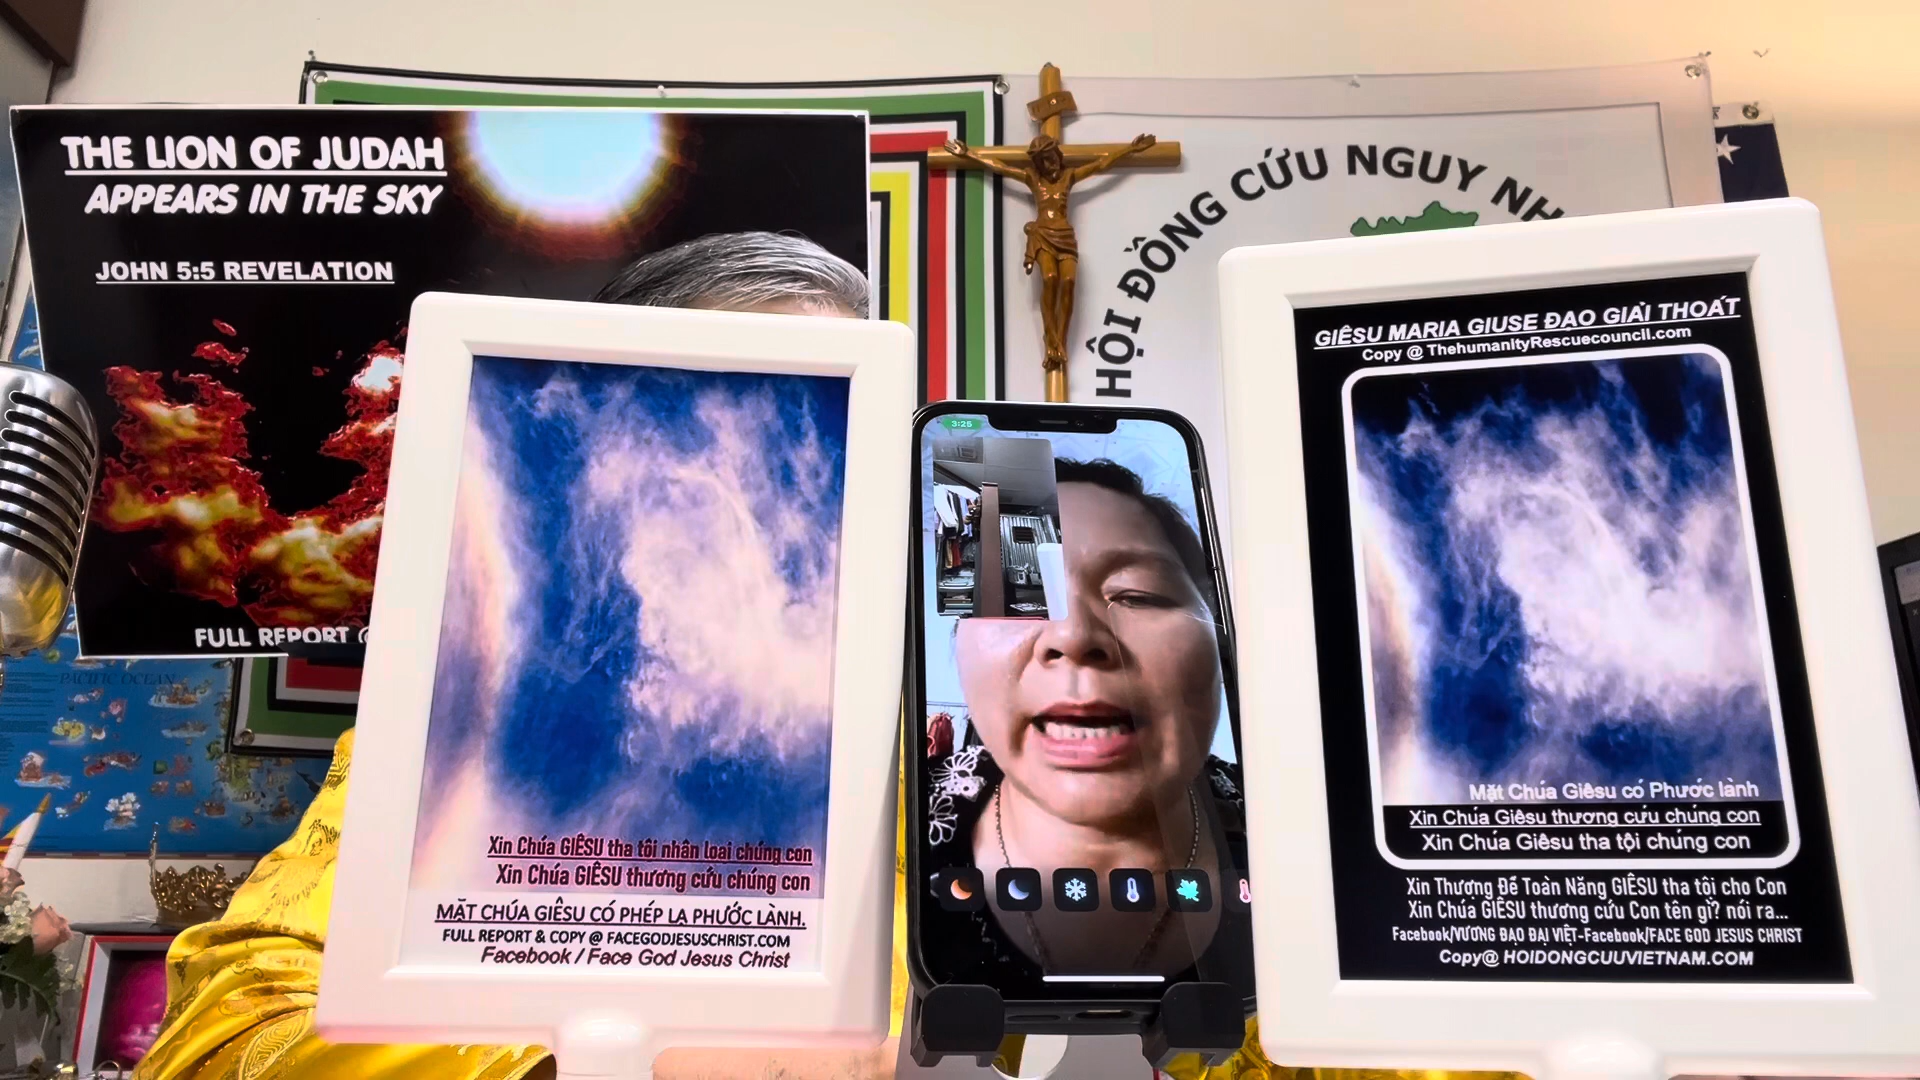 THE LION OF JUDAH
APPEARS IN THE SKY
JOHN 5:5 REVELATION
FULL REPORT @
PACIFIC OCEAN
HỘI ĐỒNG CỨU NGUY NH
Xin Chúa GIÊSU tha tội nhân loại chúng con
Xin Chúa GIÊSU thương cứu chúng con
MẶT CHÚA GIÊSU CÓ PHÉP LẠ PHƯỚC LÀNH.
FULL REPORT & COPY @ FACEGODJESUSCHRIST.COM
Facebook / Face God Jesus Christ
3:25
GIÊSU MARIA GIUSE ĐẠO GIẢI THOÁT
Copy @ ThehumanityRescuecouncil.com
Mặt Chúa Giêsu có Phước lành
Xin Chúa Giêsu thương cứu chúng con
Xin Chúa Giêsu tha tội chúng con
Xin Thượng Đế Toàn Năng GIÊSU tha tội cho Con
Xin Chúa GIÊSU thương cứu Con tên gì? nói ra...
Facebook/VƯƠNG ĐẠO ĐẠI VIỆT-Facebook/FACE GOD JESUS CHRIST
Copy@ HOIDONGCUUVIETNAM.COM